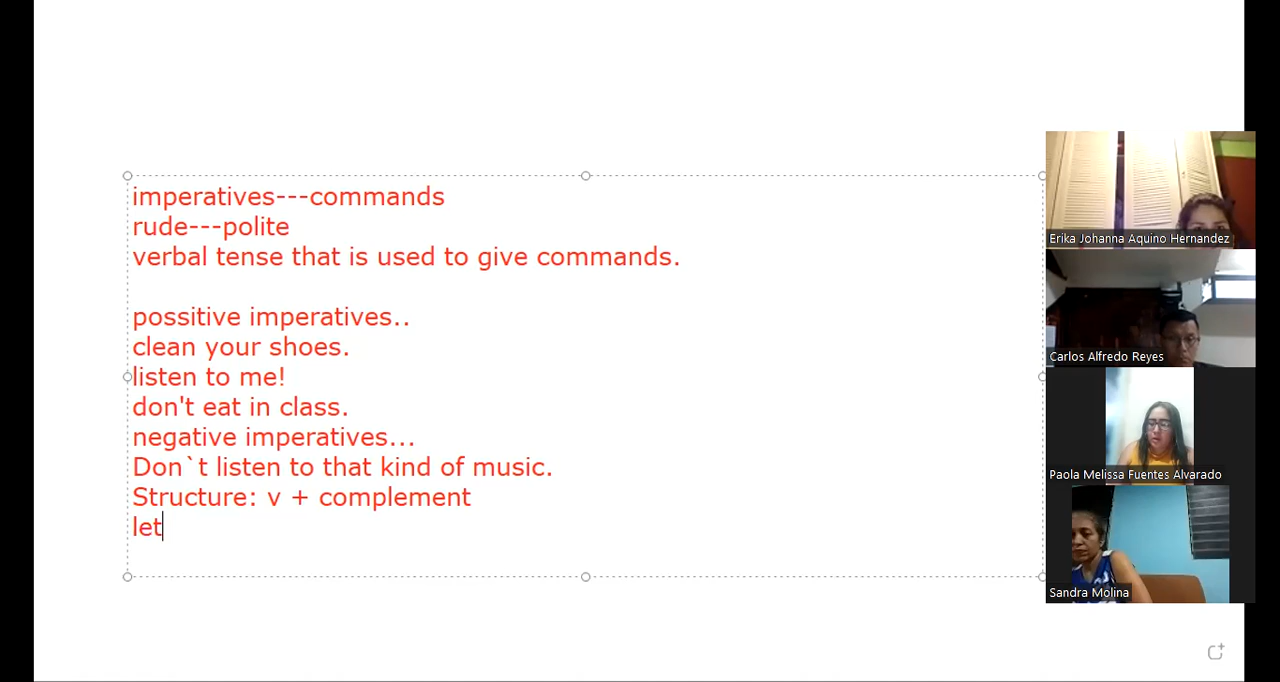 imperatives---commands
rude---polite
verbal tense that is used to give commands.
possitive imperatives..
clean your shoes.
listen to me!
don't eat in class.
negative imperatives...
Don`t listen to that kind of music.
Structure: v + complement
let
Erika Johanna Aquino Hernandez
Carlos Alfredo Reyes
Paola Melissa Fuentes Alvarado
Sandra Molina